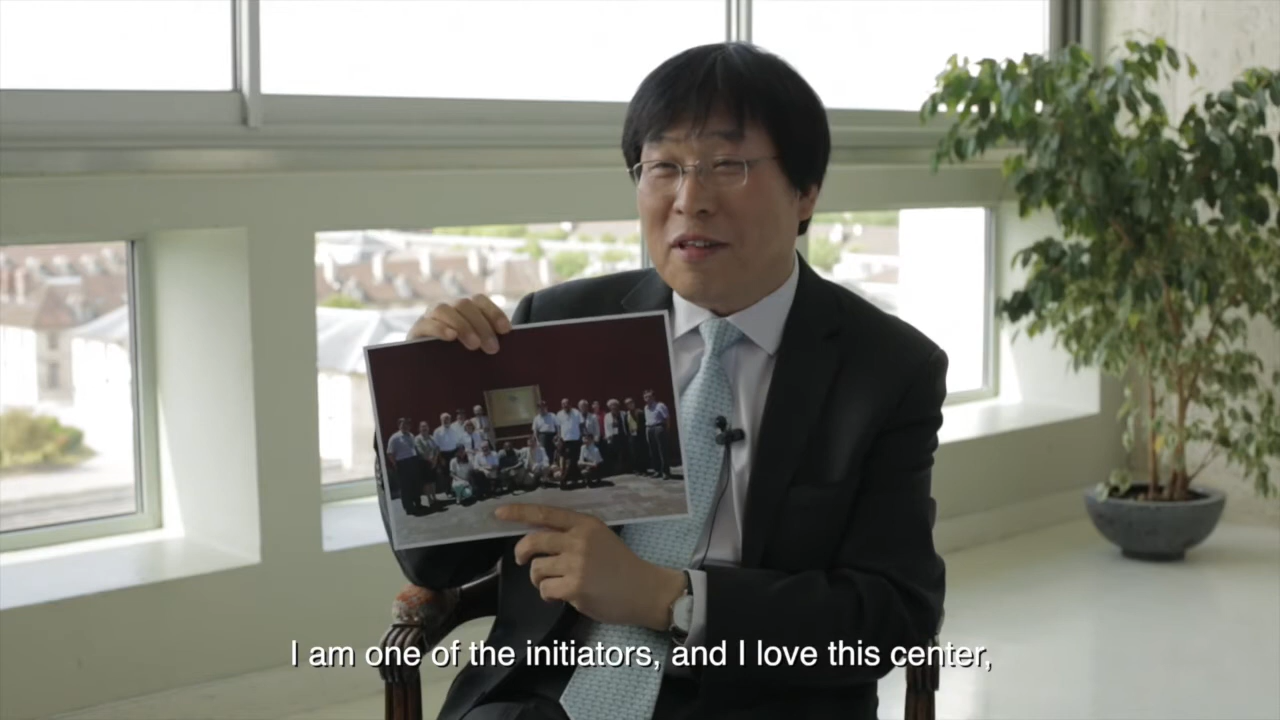 I am one of the initiators, and I love this center,